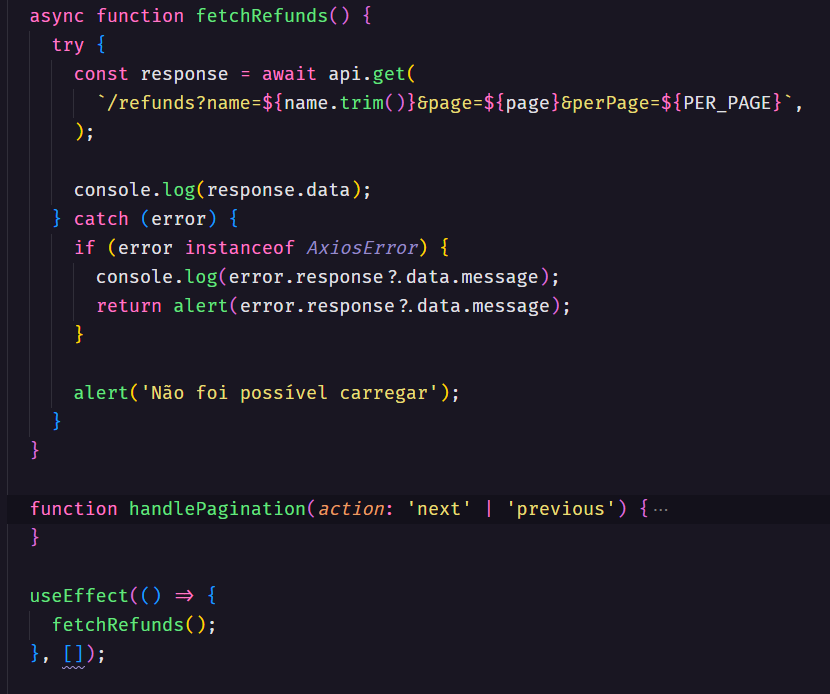 async function fetchRefunds() {
try {
const response = await api.get(
`/refunds?name=${name.trim()}&page=${page}&perPage=${PER_PAGE}`,
);
console.log(response.data);
} catch (error) {
if (error instanceof AxiosError) {
console.log(error.response?.data.message);
return alert(error.response?.data.message);
}
alert('Não foi possível carregar');
}
}
function handlePagination(action: 'next' | 'previous') {···
}
useEffect(() => {
fetchRefunds();
}, []);